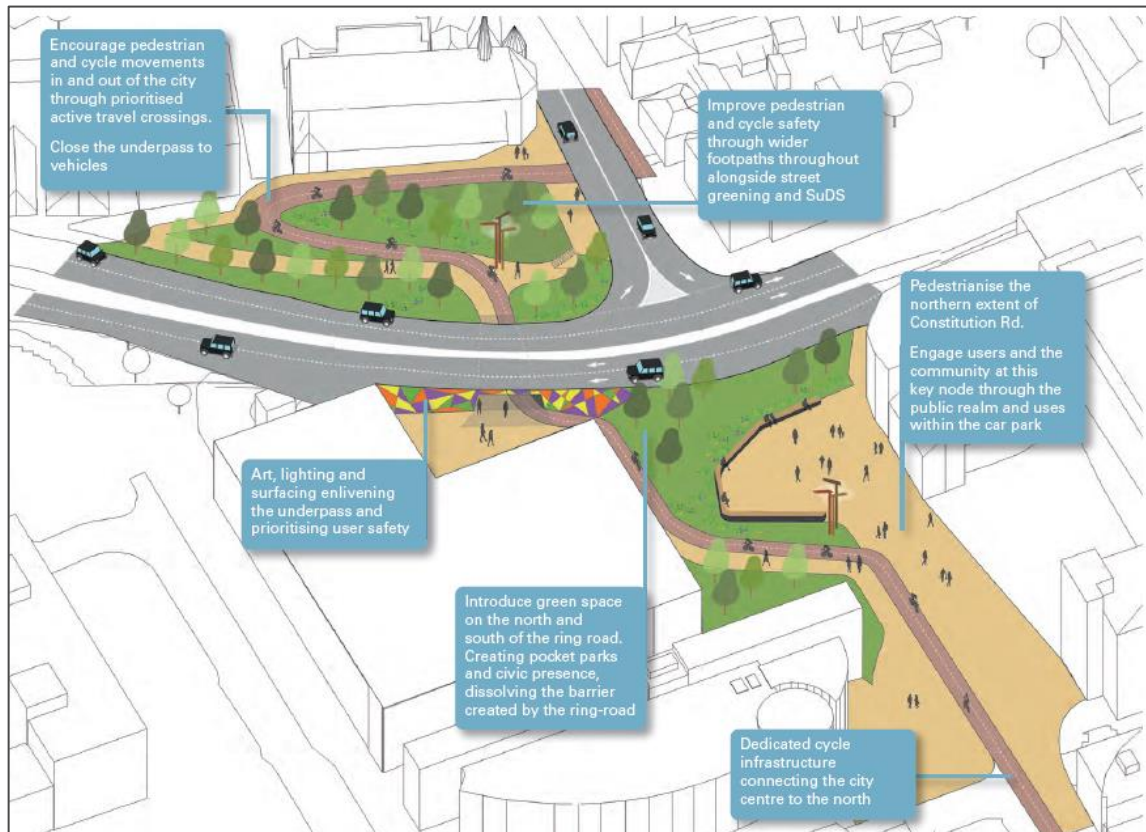 Encourage pedestrian
and cycle movements
in and out of the city
through prioritised
active travel crossings.
Close the underpass to
vehicles
Improve pedestrian
and cycle safety
through wider
footpaths throughout
alongside street
greening and SuDS
Pedestrianise the
northern extent of
Constitution Rd.
Engage users and the
community at this
key node through the
public realm and uses
within the car park
Art, lighting and
surfacing enlivening
the underpass and
prioritising user safety
Introduce green space
on the north and
south of the ring road.
Creating pocket parks
and civic presence,
dissolving the barrier
created by the ring-road
Dedicated cycle
infrastructure
connecting the city
centre to the north